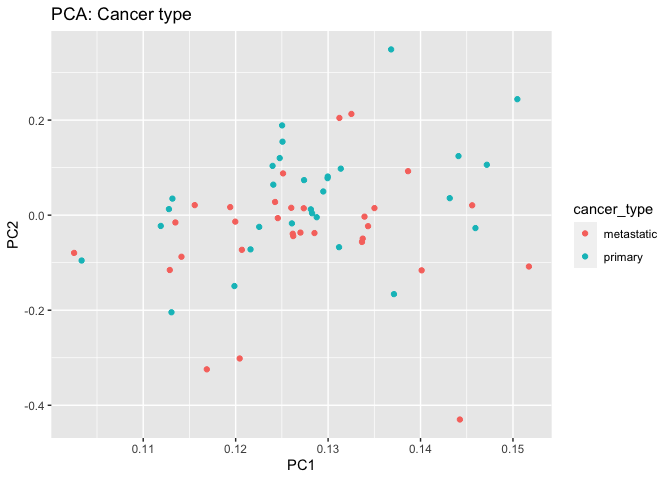 PCA: Cancer type
0.2
0.0
-0.2
-0.4
PC2
0.11 0.12 0.13 0.14 0.15
PC1
cancer_type
metastatic
primary